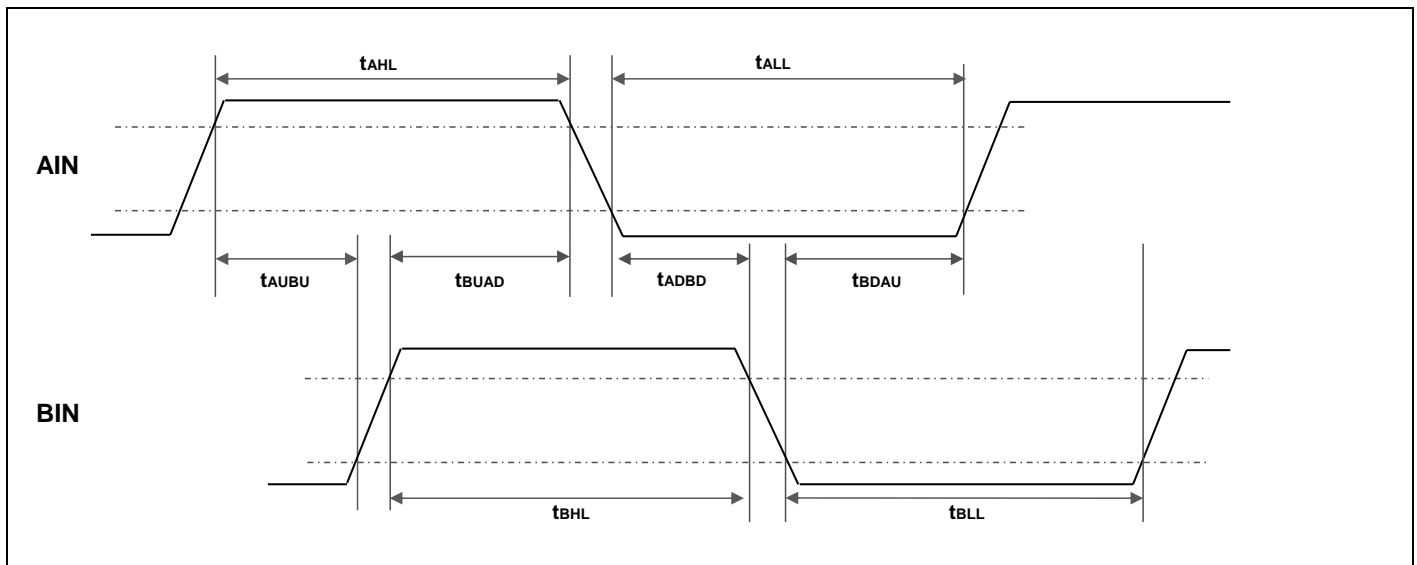 tAHL tALL
AIN
tAUBU tBUAD tADBD tBDAU
BIN
tBHL tBLL